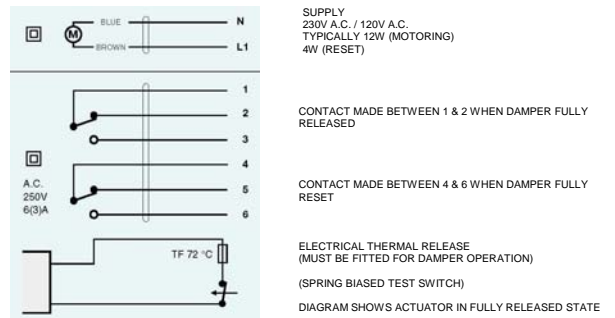 BLUE
N
M
BROWN
L1
1
2
3
4
5
6
A.C.
250V
6(3)A
TF 72 °C
SUPPLY
230V A.C. / 120V A.C.
TYPICALLY 12W (MOTORING)
4W (RESET)
CONTACT MADE BETWEEN 1 & 2 WHEN DAMPER FULLY
RELEASED
CONTACT MADE BETWEEN 4 & 6 WHEN DAMPER FULLY
RESET
ELECTRICAL THERMAL RELEASE
(MUST BE FITTED FOR DAMPER OPERATION)
(SPRING BIASED TEST SWITCH)
DIAGRAM SHOWS ACTUATOR IN FULLY RELEASED STATE